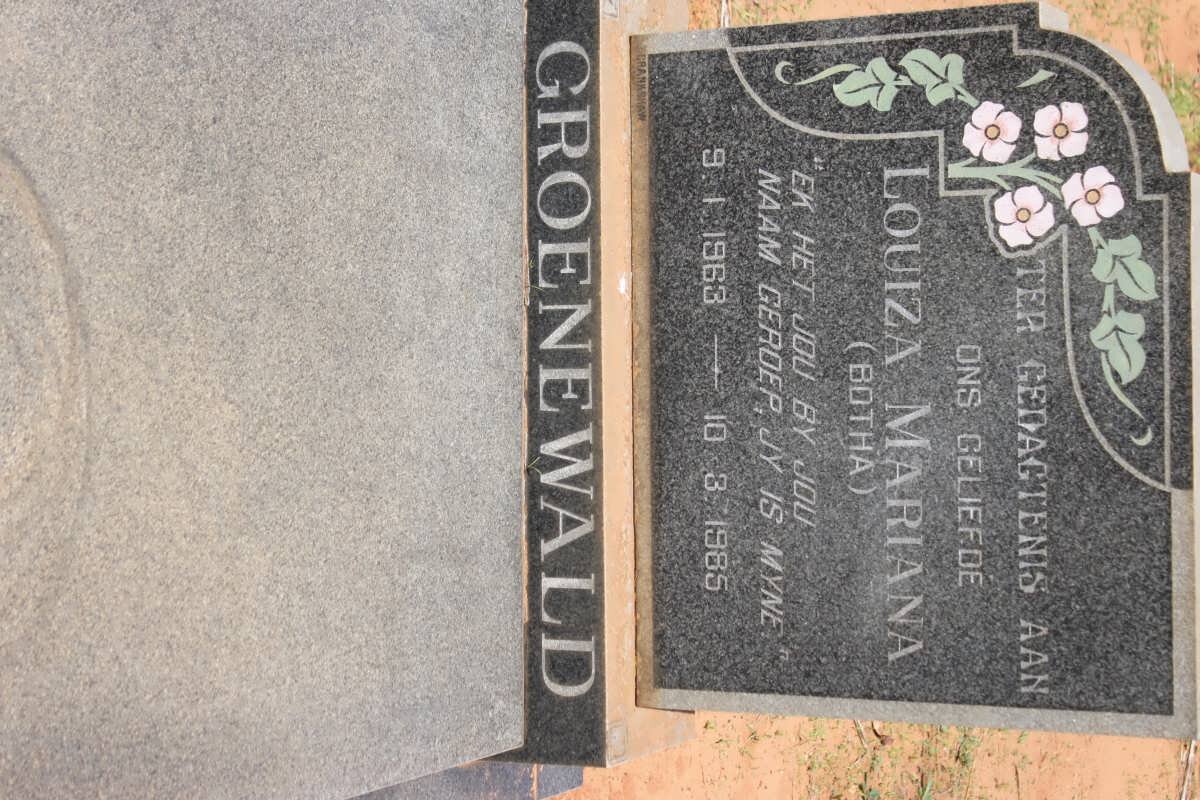 TER GEDAGTENIS AAN
ONS GELIEFDE
LOUIZA MARIANA
(BOTHA)
"EK HET JOU BY JOU
NAAM GEROEP, JY IS MYNE."
9·1·1963 — 10·3·1985
GROENEWALD